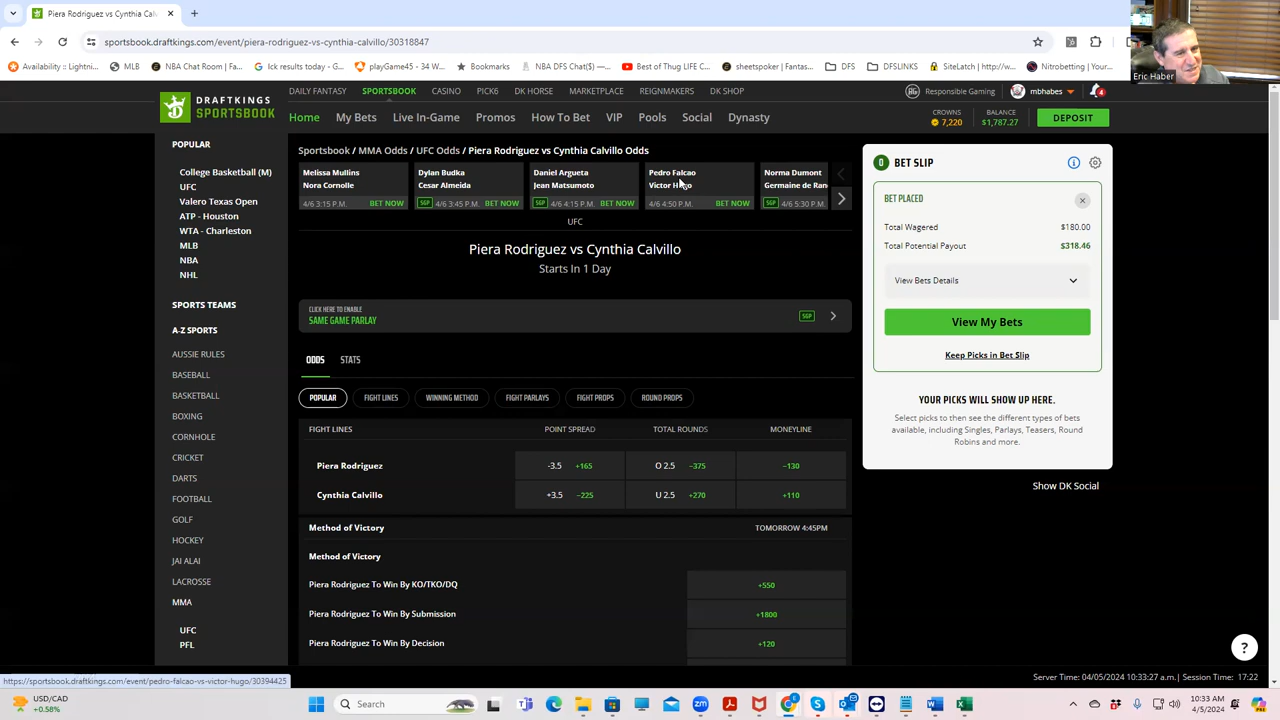 Piera Rodriguez vs Cynthia Cal
sportsbook.draftkings.com/event/piera-rodriguez-vs-cynthia-calvillo/30318847
Availability :: Lightni...
MLB
NBA Chat Room | Fa...
Ick results today - G...
playGame45 - 34 W...
Rotokings
NBA DFS Chat($) —...
Best of Thug LIFE C...
sheetspoker | Fantas...
DFS
DFSLINKS
SiteLatch | http://w...
Nitrobetting | Your...
Eric Haber
DRAFTKINGS
SPORTSBOOK
DAILY FANTASY
SPORTSBOOK
CASINO
PICK6
DK HORSE
MARKETPLACE
REIGNMAKERS
DK SHOP
Responsible Gaming
mbhabes
4
Home
My Bets
Live In-Game
Promos
How To Bet
VIP
Pools
Social
Dynasty
CROWNS
7,220
BALANCE
$1,787.27
DEPOSIT
POPULAR
College Basketball (M)
UFC
Valero Texas Open
ATP - Houston
WTA - Charleston
MLB
NBA
NHL
SPORTS TEAMS
A-Z SPORTS
AUSSIE RULES
BASEBALL
BASKETBALL
BOXING
CORNHOLE
CRICKET
DARTS
FOOTBALL
GOLF
HOCKEY
JAI ALAI
LACROSSE
MMA
UFC
PFL
Sportsbook / MMA Odds / UFC Odds / Piera Rodriguez vs Cynthia Calvillo Odds
Melissa Mullins
Nora Cornolle
4/6 3:15 P.M. BET NOW
Dylan Budka
Cesar Almeida
SGP 4/6 3:45 P.M. BET NOW
Daniel Argueta
Jean Matsumoto
SGP 4/6 4:15 P.M. BET NOW
Pedro Falcao
Victor Hugo
4/6 4:50 P.M. BET NOW
Norma Dumont
Germaine de Ran
SGP 4/6 5:30 P.M.
UFC
Piera Rodriguez vs Cynthia Calvillo
Starts In 1 Day
CLICK HERE TO ENABLE
SAME GAME PARLAY
SGP
ODDS
STATS
POPULAR
FIGHT LINES
WINNING METHOD
FIGHT PARLAYS
FIGHT PROPS
ROUND PROPS
FIGHT LINES POINT SPREAD TOTAL ROUNDS MONEYLINE
Piera Rodriguez -3.5 +165 O 2.5 −375 −130
Cynthia Calvillo +3.5 −225 U 2.5 +270 +110
Method of Victory TOMORROW 4:45PM
Method of Victory
Piera Rodriguez To Win By KO/TKO/DQ +550
Piera Rodriguez To Win By Submission +1800
Piera Rodriguez To Win By Decision +120
0
BET SLIP
BET PLACED
Total Wagered $180.00
Total Potential Payout $318.46
View Bets Details
View My Bets
Keep Picks in Bet Slip
YOUR PICKS WILL SHOW UP HERE.
Select picks to then see the different types of bets
available, including Singles, Parlays, Teasers, Round
Robins and more.
Show DK Social
?
https://sportsbook.draftkings.com/event/pedro-falcao-vs-victor-hugo/30394425
Server Time: 04/05/2024 10:33:27 a.m.| Session Time: 17:22
USD/CAD
+0.58%
Search
10:33 AM
4/5/2024